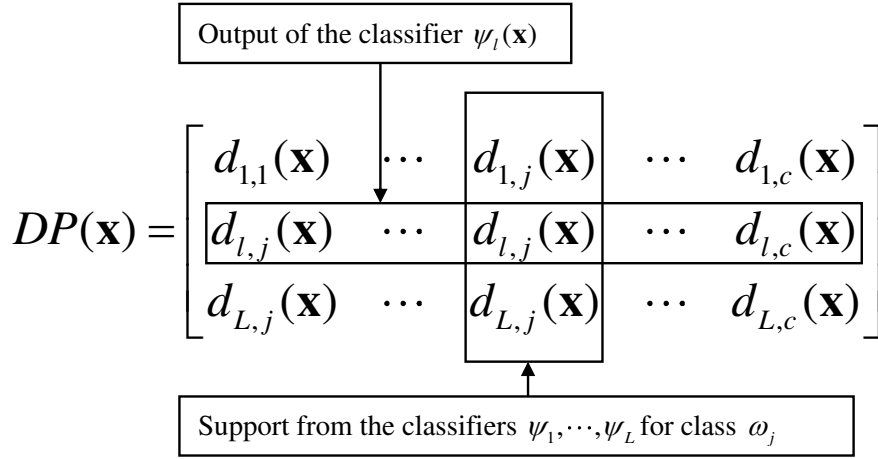 Output of the classifier ψ_l(x)
d_{1,1}(x) ⋯ d_{1,j}(x) ⋯ d_{1,c}(x)
DP(x) = d_{l,j}(x) ⋯ d_{l,j}(x) ⋯ d_{l,c}(x)
d_{L,j}(x) ⋯ d_{L,j}(x) ⋯ d_{L,c}(x)
Support from the classifiers ψ_1,⋯,ψ_L for class ω_j